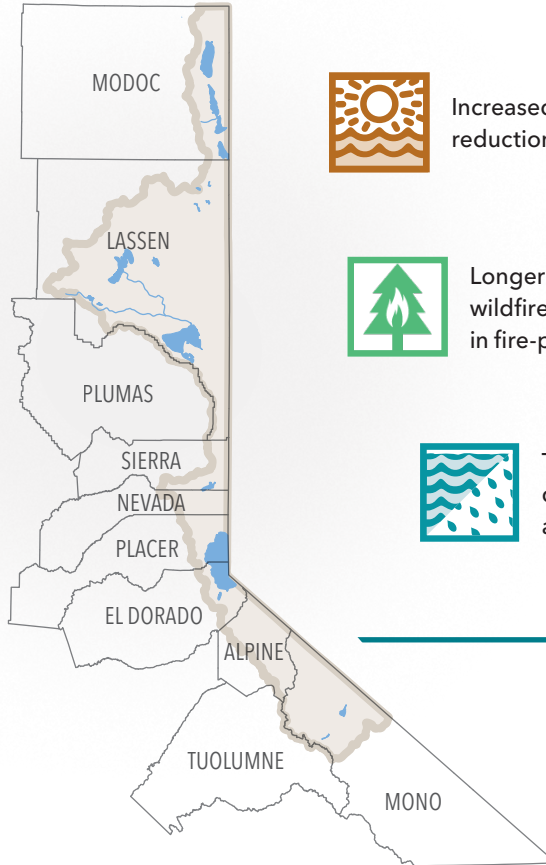 MODOC
Increased
reduction
LASSEN
Longer
wildfire
in fire-p
PLUMAS
SIERRA
NEVADA
PLACER
EL DORADO
ALPINE
TUOLUMNE
MONO